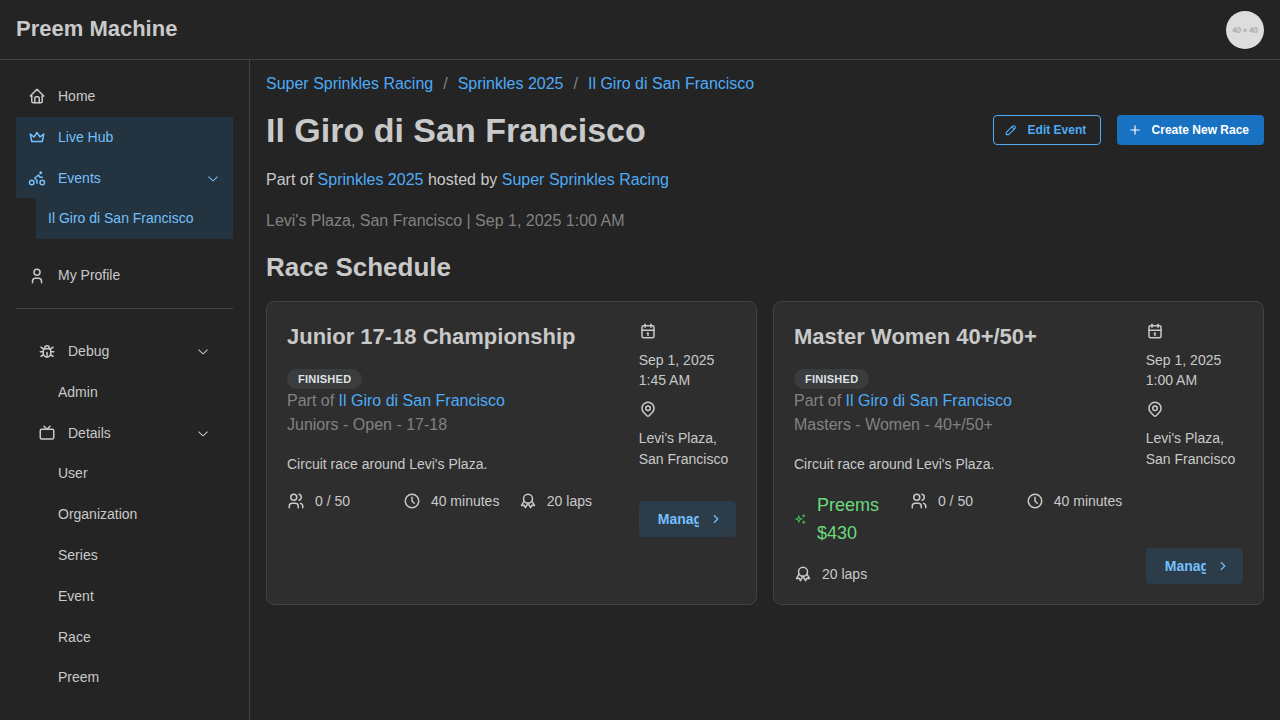 Preem Machine
40 × 40
Home
Live Hub
Events
Il Giro di San Francisco
My Profile
Debug
Admin
Details
User
Organization
Series
Event
Race
Preem
Super Sprinkles Racing / Sprinkles 2025 / Il Giro di San Francisco
Il Giro di San Francisco
Edit Event
Create New Race
Part of Sprinkles 2025 hosted by Super Sprinkles Racing
Levi's Plaza, San Francisco | Sep 1, 2025 1:00 AM
Race Schedule
Junior 17-18 Championship
FINISHED
Part of Il Giro di San Francisco
Juniors - Open - 17-18
Circuit race around Levi's Plaza.
0 / 50
40 minutes
20 laps
Sep 1, 2025
1:45 AM
Levi's Plaza,
San Francisco
Manag
Master Women 40+/50+
FINISHED
Part of Il Giro di San Francisco
Masters - Women - 40+/50+
Circuit race around Levi's Plaza.
Preems
$430
0 / 50
40 minutes
20 laps
Sep 1, 2025
1:00 AM
Levi's Plaza,
San Francisco
Manag